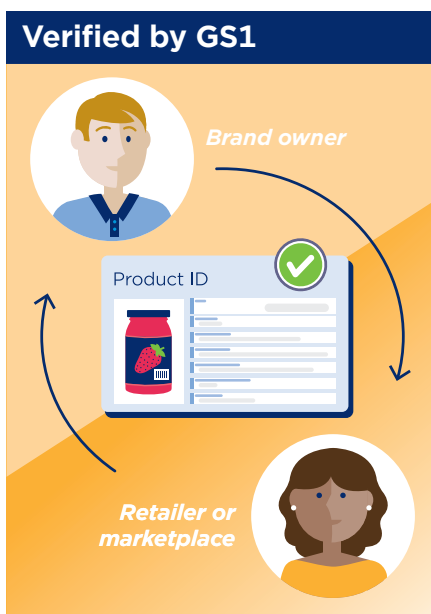 Verified by GS1
Brand owner
Product ID
Retailer or
marketplace